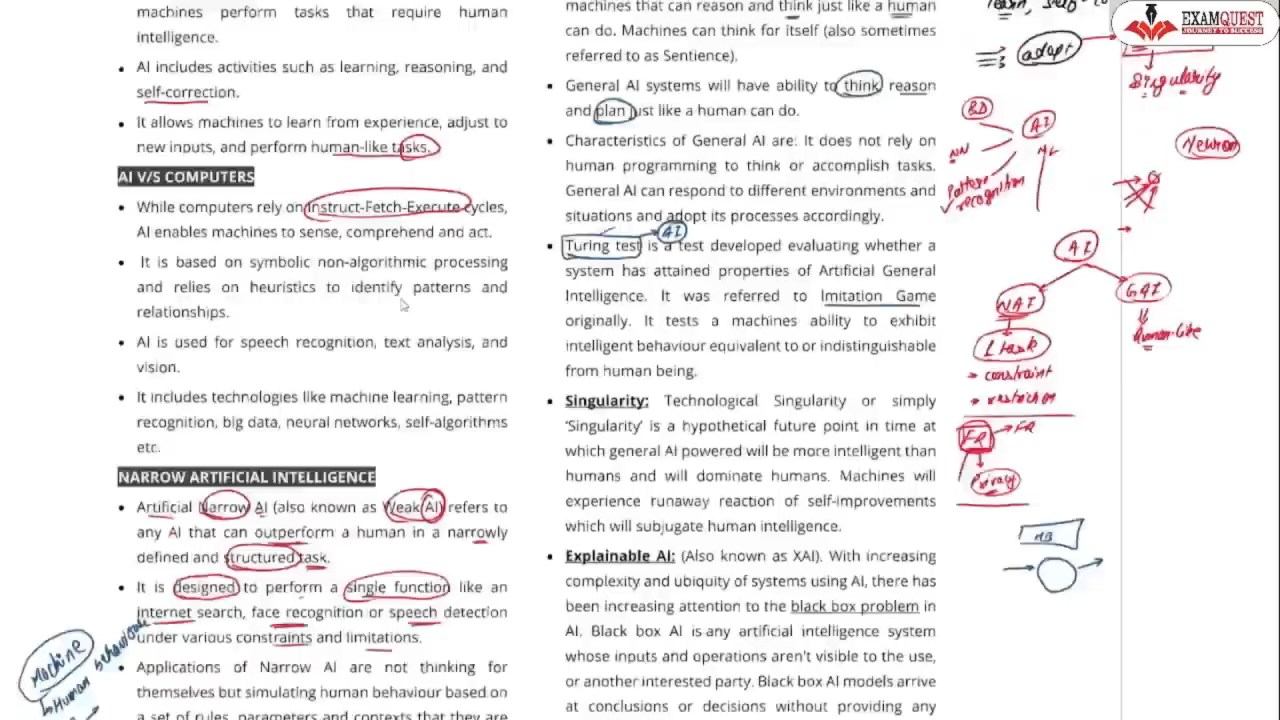 machines perform tasks that require human
intelligence.
• AI includes activities such as learning, reasoning, and
self-correction.
• It allows machines to learn from experience, adjust to
new inputs, and perform human-like tasks.
AI V/S COMPUTERS
• While computers rely on Instruct-Fetch-Execute cycles,
AI enables machines to sense, comprehend and act.
• It is based on symbolic non-algorithmic processing
and relies on heuristics to identify patterns and
relationships.
• AI is used for speech recognition, text analysis, and
vision.
• It includes technologies like machine learning, pattern
recognition, big data, neural networks, self-algorithms
etc.
NARROW ARTIFICIAL INTELLIGENCE
• Artificial Narrow AI (also known as Weak AI) refers to
any AI that can outperform a human in a narrowly
defined and structured task.
• It is designed to perform a single function like an
internet search, face recognition or speech detection
under various constraints and limitations.
• Applications of Narrow AI are not thinking for
themselves but simulating human behaviour based on
a set of rules, parameters and contexts that they are
Machine
Human behaviour
machines that can reason and think just like a human
can do. Machines can think for itself (also sometimes
referred to as Sentience).
• General AI systems will have ability to think reason
and plan just like a human can do.
• Characteristics of General AI are: It does not rely on
human programming to think or accomplish tasks.
General AI can respond to different environments and
situations and adopt its processes accordingly.
AI
• Turing test is a test developed evaluating whether a
system has attained properties of Artificial General
Intelligence. It was referred to Imitation Game
originally. It tests a machines ability to exhibit
intelligent behaviour equivalent to or indistinguishable
from human being.
• Singularity: Technological Singularity or simply
‘Singularity’ is a hypothetical future point in time at
which general AI powered will be more intelligent than
humans and will dominate humans. Machines will
experience runaway reaction of self-improvements
which will subjugate human intelligence.
• Explainable AI: (Also known as XAI). With increasing
complexity and ubiquity of systems using AI, there has
been increasing attention to the black box problem in
AI. Black box AI is any artificial intelligence system
whose inputs and operations aren't visible to the use,
or another interested party. Black box AI models arrive
at conclusions or decisions without providing any
EXAMQUEST
JOURNEY TO SUCCESS
adapt
Singularity
BD
AI
NN
ML
Pattern
recognition
Neuron
AI
NAI
GAI
1 task
Human-like
→ constraint
→ restriction
FR → FR
Privacy
BB